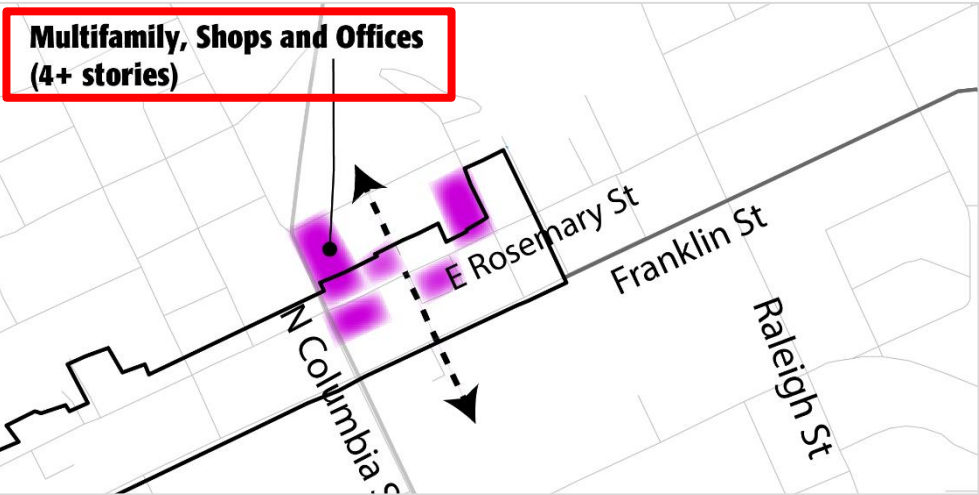 Multifamily, Shops and Offices
(4+ stories)
E Rosemary St
Franklin St
N Columbia S
Raleigh St